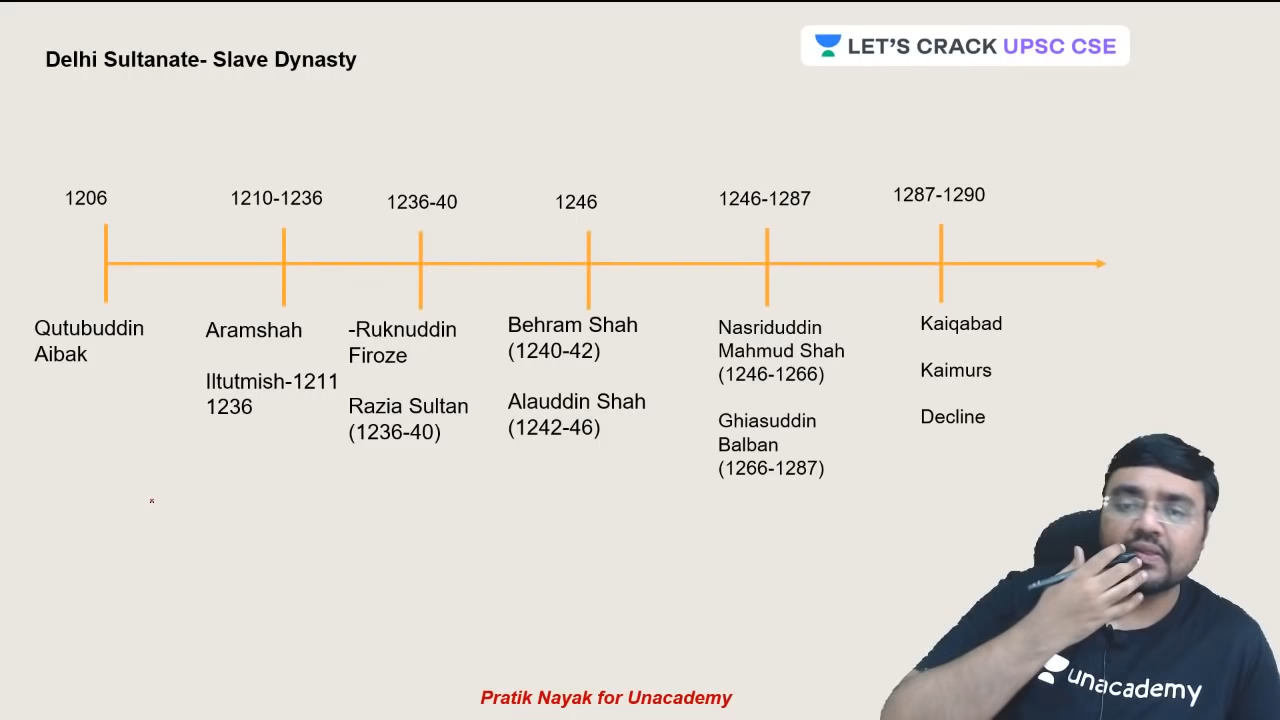 Delhi Sultanate- Slave Dynasty
LET'S CRACK UPSC CSE
1206
1210-1236
1236-40
1246
1246-1287
1287-1290
Qutubuddin
Aibak
Aramshah
Iltutmish-1211
1236
-Ruknuddin
Firoze
Razia Sultan
(1236-40)
Behram Shah
(1240-42)
Alauddin Shah
(1242-46)
Nasriduddin
Mahmud Shah
(1246-1266)
Ghiasuddin
Balban
(1266-1287)
Kaiqabad
Kaimurs
Decline
unacademy
Pratik Nayak for Unacademy